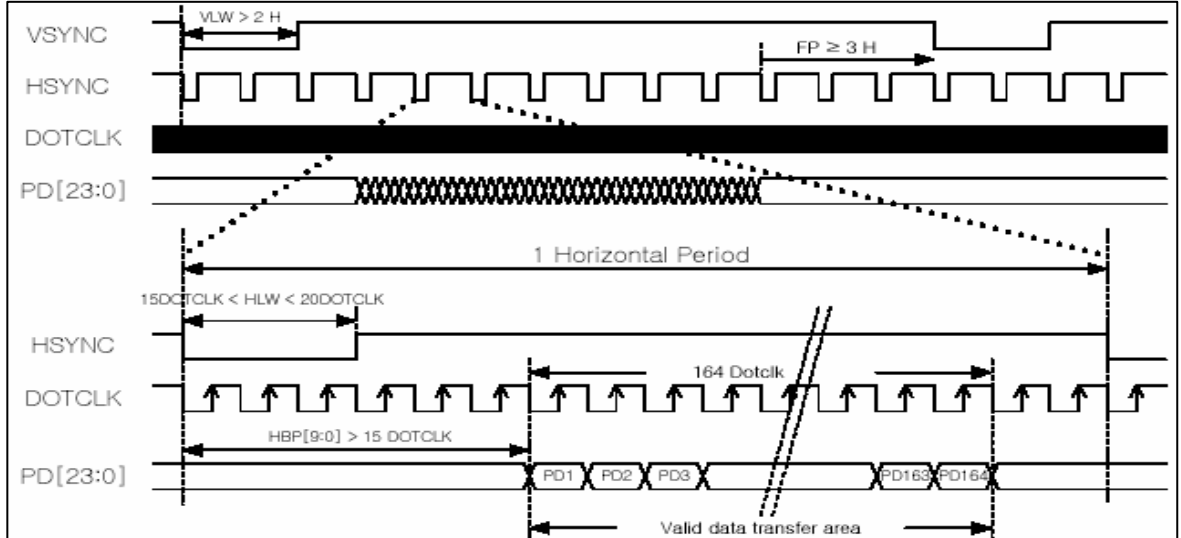 VLW > 2 H
VSYNC
FP ≥ 3 H
HSYNC
DOTCLK
PD[23:0]
1 Horizontal Period
15DOTCLK < HLW < 20DOTCLK
HSYNC
164 Dotclk
DOTCLK
HBP[9:0] > 15 DOTCLK
PD[23:0] PD1 PD2 PD3 PD163 PD164
Valid data transfer area